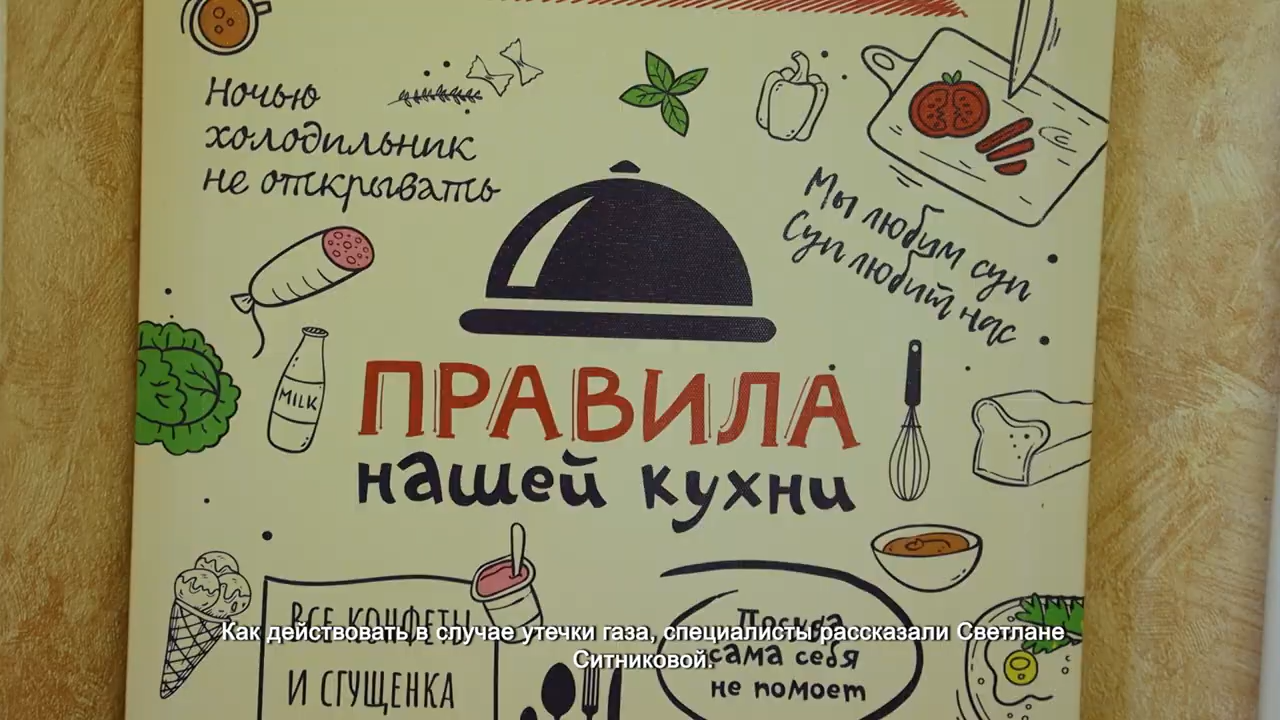 Ночью
холодильник
не открывать
Мы любим суп
Суп любит нас
MILK
ПРАВИЛА
нашей кухни
ВСЕ КОНФЕТЫ
И СГУЩЕНКА
Посуда
сама себя
не помоет
Как действовать в случае утечки газа, специалисты рассказали Светлане
Ситниковой.